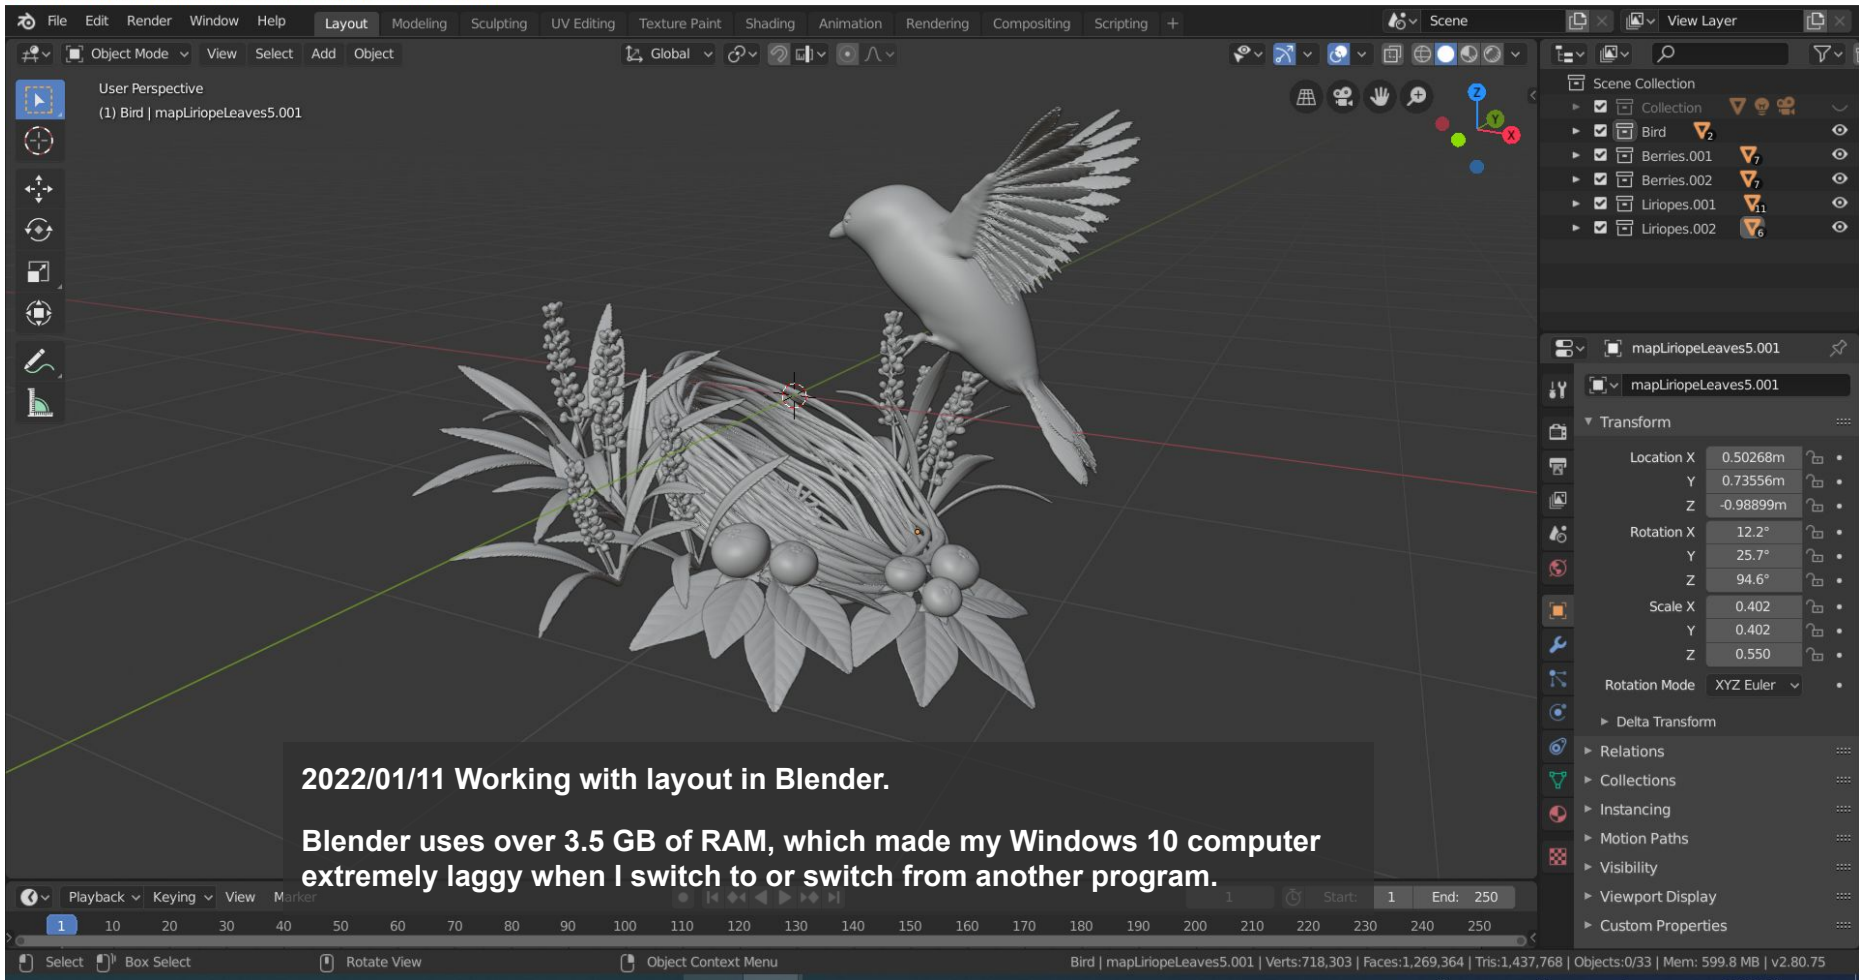 File Edit Render Window Help Layout Modeling Sculpting UV Editing Texture Paint Shading Animation Rendering Compositing Scripting + Scene View Layer
Object Mode View Select Add Object Global
User Perspective
(1) Bird | mapLiriopeLeaves5.001
Z
Y
X
Scene Collection
Collection
Bird 2
Berries.001 7
Berries.002 7
Liriopes.001 11
Liriopes.002 6
mapLiriopeLeaves5.001
mapLiriopeLeaves5.001
Transform
Location X 0.50268m
Y 0.73556m
Z -0.98899m
Rotation X 12.2°
Y 25.7°
Z 94.6°
Scale X 0.402
Y 0.402
Z 0.550
Rotation Mode XYZ Euler
Delta Transform
Relations
Collections
Instancing
Motion Paths
Visibility
Viewport Display
Custom Properties
2022/01/11 Working with layout in Blender.
Blender uses over 3.5 GB of RAM, which made my Windows 10 computer
extremely laggy when I switch to or switch from another program.
Playback Keying View Marker 1 Start: 1 End: 250
1 10 20 30 40 50 60 70 80 90 100 110 120 130 140 150 160 170 180 190 200 210 220 230 240 250
Select Box Select Rotate View Object Context Menu Bird | mapLiriopeLeaves5.001 | Verts:718,303 | Faces:1,269,364 | Tris:1,437,768 | Objects:0/33 | Mem: 599.8 MB | v2.80.75